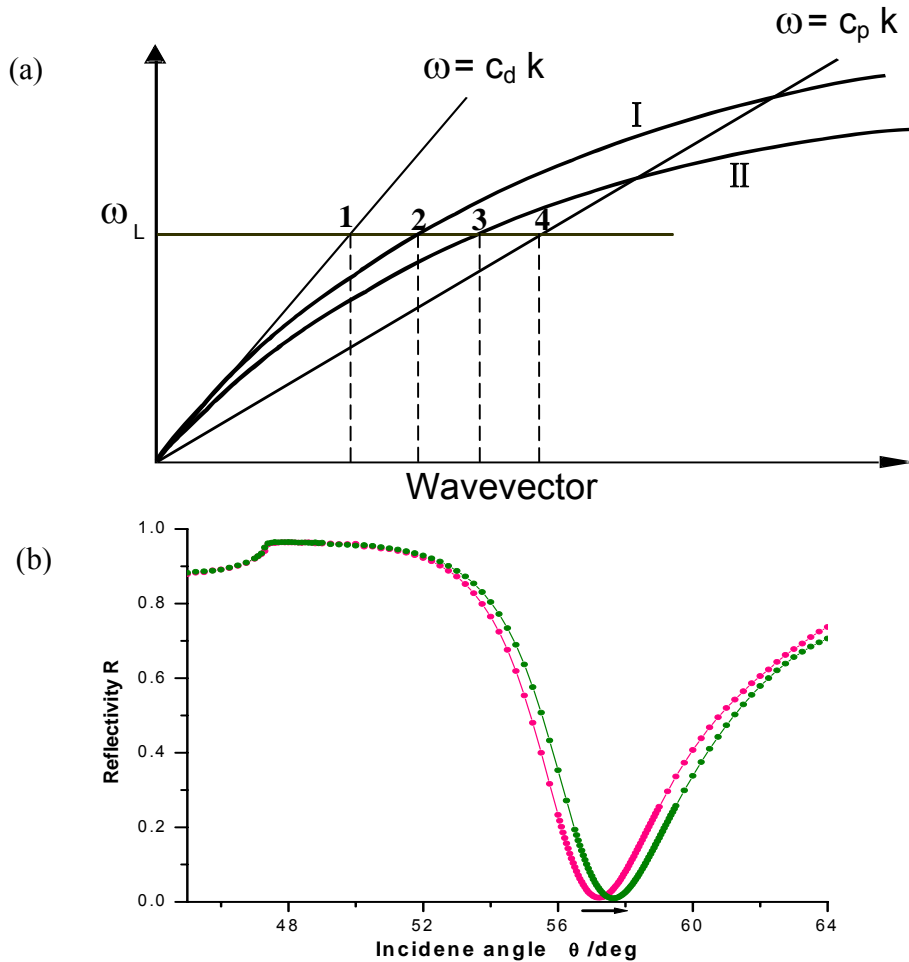 (a)
ω = c_d k
ω = c_p k
I
II
ω_L
1 2 3 4
Wavevector
(b)
1.0
0.8
0.6
0.4
0.2
0.0
Reflectivity R
48 52 56 60 64
Incidene angle θ /deg